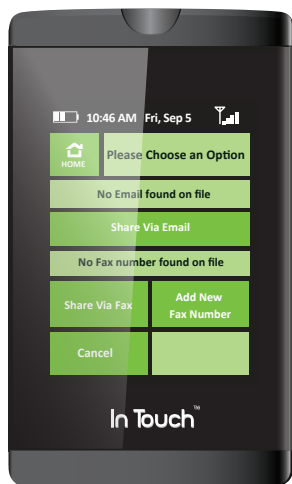 10:46 AM Fri, Sep 5
HOME
Please Choose an Option
No Email found on file
Share Via Email
No Fax number found on file
Share Via Fax
Add New
Fax Number
Cancel
In Touch™